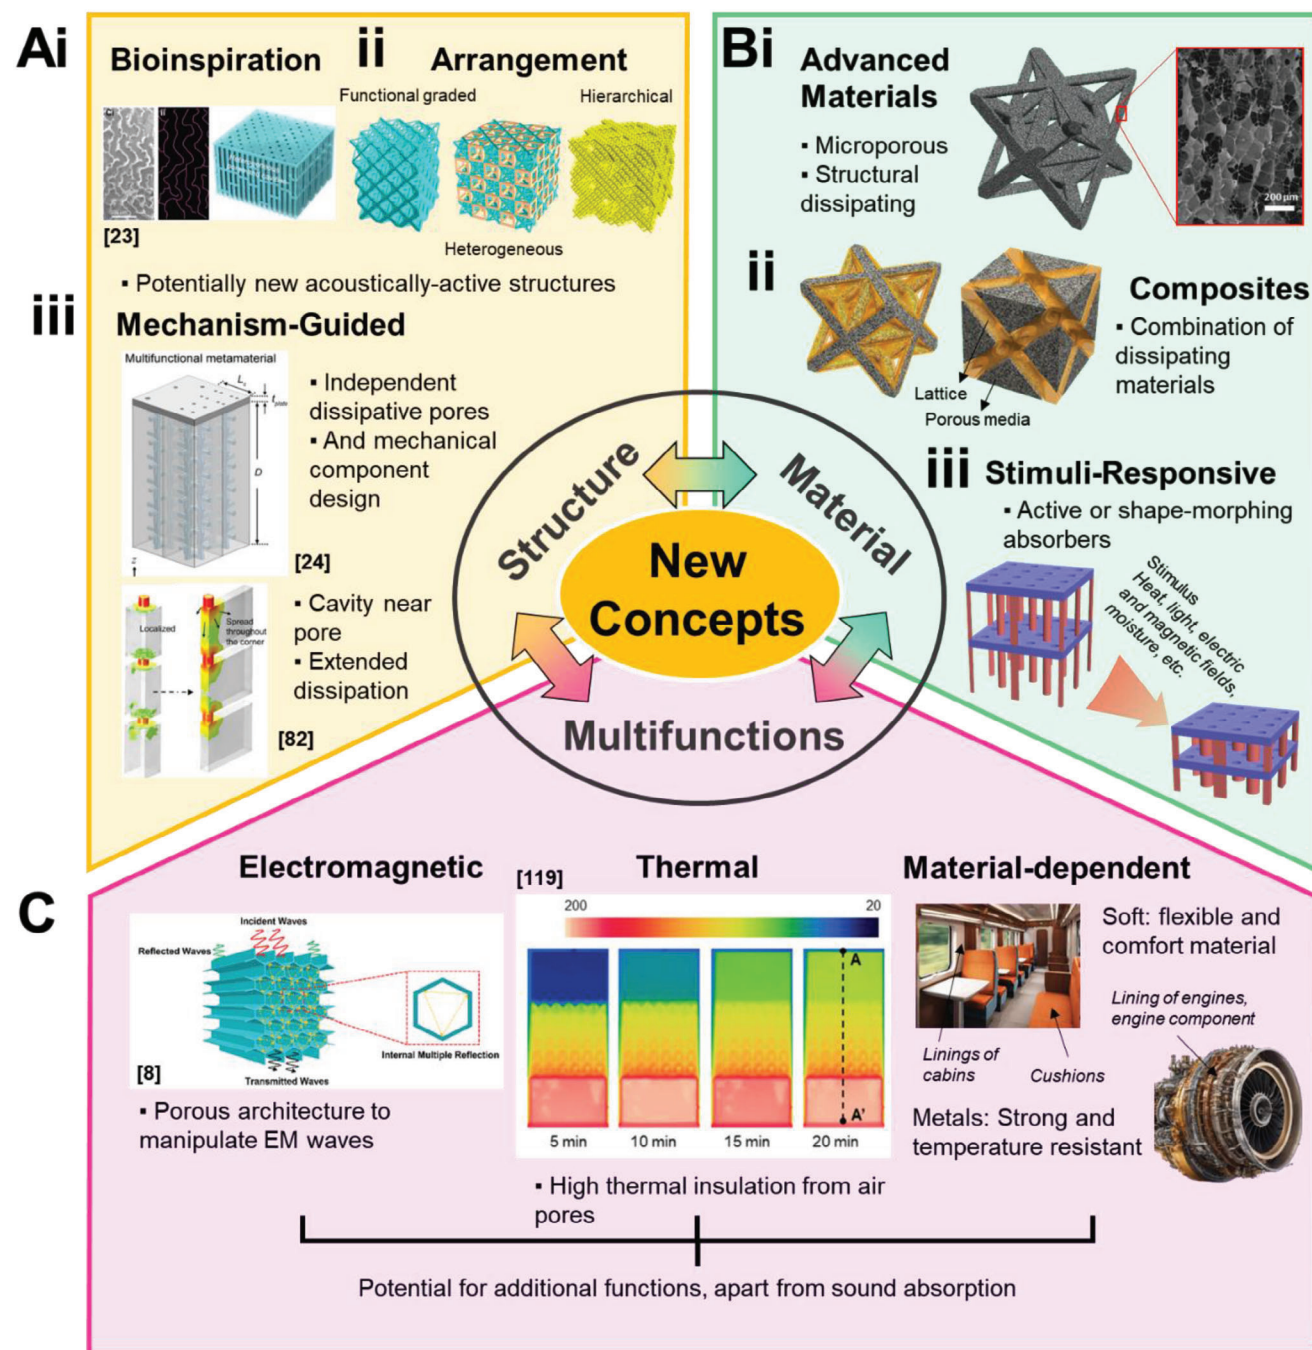 Ai
Bioinspiration
[23]
ii
Arrangement
Functional graded
Hierarchical
Heterogeneous
▪ Potentially new acoustically-active structures
iii
Mechanism-Guided
Multifunctional metamaterial
D
z
[24]
▪ Independent
dissipative pores
▪ And mechanical
component
design
Localized
Spread
throughout
the corner
[82]
▪ Cavity near
pore
▪ Extended
dissipation
Bi
Advanced
Materials
▪ Microporous
▪ Structural
dissipating
200 µm
ii
Composites
▪ Combination of
dissipating
materials
Lattice
Porous media
iii
Stimuli-Responsive
▪ Active or shape-morphing
absorbers
Stimulus
Heat, light, electric
and magnetic fields,
moisture, etc.
Structure
Material
Multifunctions
New
Concepts
C
Electromagnetic
Incident Waves
Reflected Waves
Internal Multiple Reflection
Transmitted Waves
[8]
▪ Porous architecture to
manipulate EM waves
Thermal
[119]
200
20
A
A'
5 min
10 min
15 min
20 min
▪ High thermal insulation from air
pores
Material-dependent
Soft: flexible and
comfort material
Linings of
cabins
Cushions
Lining of engines,
engine component
Metals: Strong and
temperature resistant
Potential for additional functions, apart from sound absorption